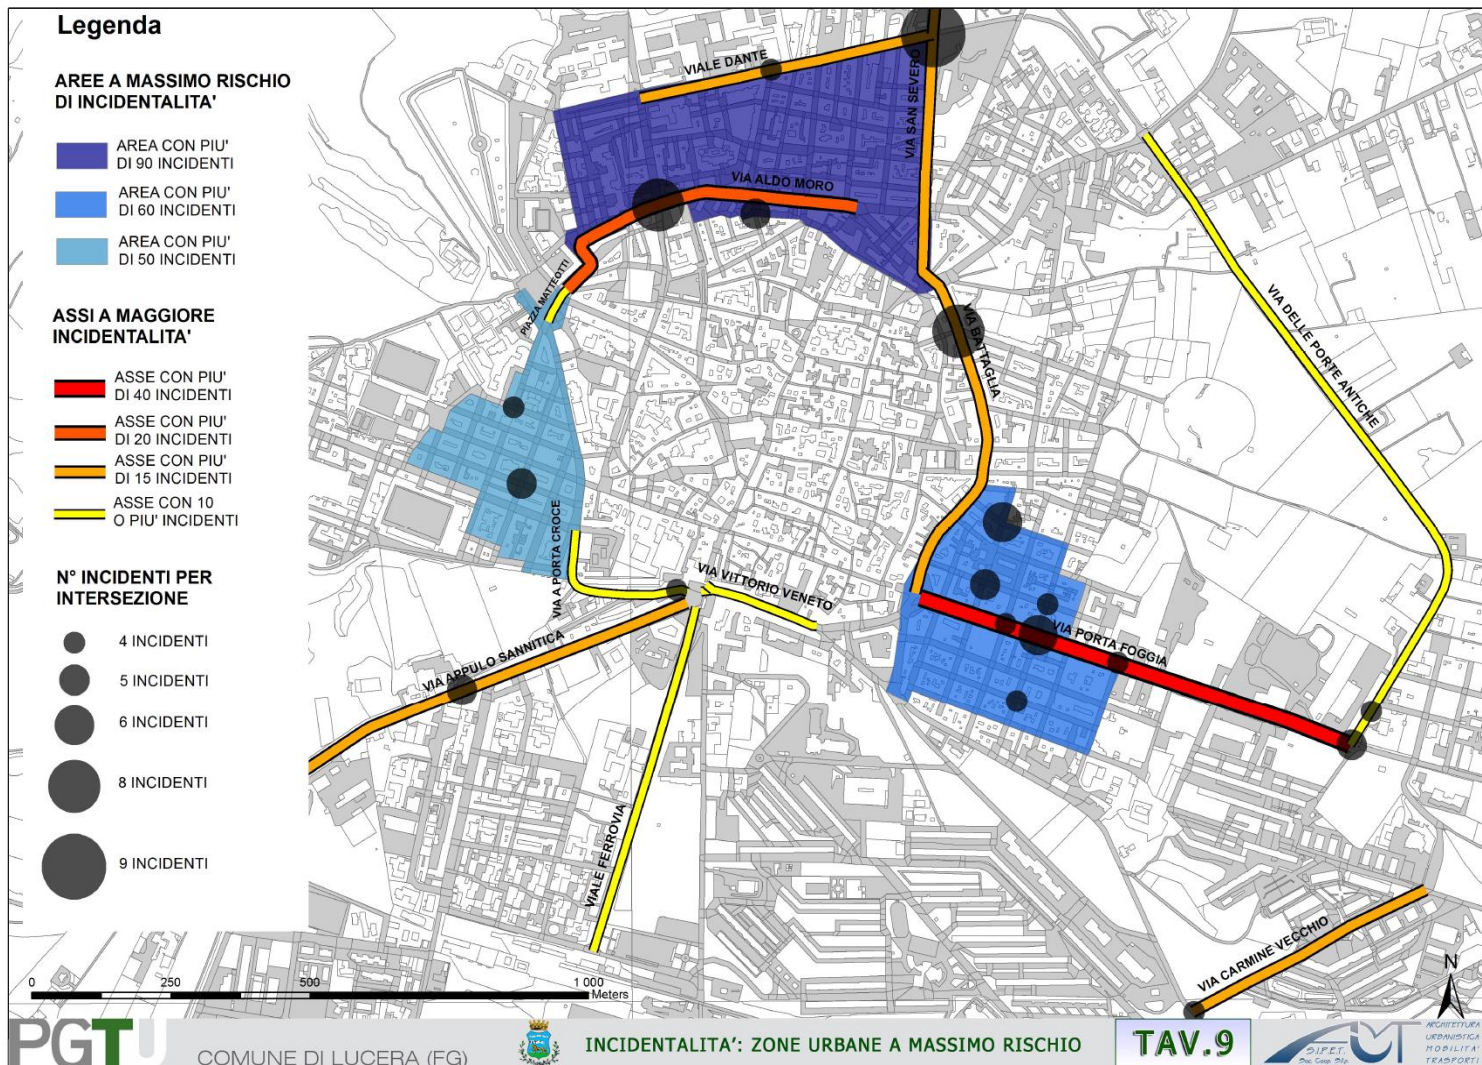 Legenda
AREE A MASSIMO RISCHIO
DI INCIDENTALITA'
AREA CON PIU'
DI 90 INCIDENTI
AREA CON PIU'
DI 60 INCIDENTI
AREA CON PIU'
DI 50 INCIDENTI
ASSI A MAGGIORE
INCIDENTALITA'
ASSE CON PIU'
DI 40 INCIDENTI
ASSE CON PIU'
DI 20 INCIDENTI
ASSE CON PIU'
DI 15 INCIDENTI
ASSE CON 10
O PIU' INCIDENTI
N° INCIDENTI PER
INTERSEZIONE
4 INCIDENTI
5 INCIDENTI
6 INCIDENTI
8 INCIDENTI
9 INCIDENTI
VIALE DANTE
VIA SAN SEVERO
VIA ALDO MORO
PIAZZA MATTEOTTI
VIA BATTAGLIA
VIA DELLE PORTE ANTICHE
VIA A PORTA CROCE
VIA VITTORIO VENETO
VIA PORTA FOGGIA
VIA APPULO SANNITICA
VIALE FERROVIA
VIA CARMINE VECCHIO
0 250 500 1 000
Meters
N
PGTU
COMUNE DI LUCERA (FG)
INCIDENTALITA': ZONE URBANE A MASSIMO RISCHIO
TAV.9
S.I.P.E.T.
Soc. Coop. Srl.
AUMT
ARCHITETTURA
URBANISTICA
MOBILITA'
TRASPORTI